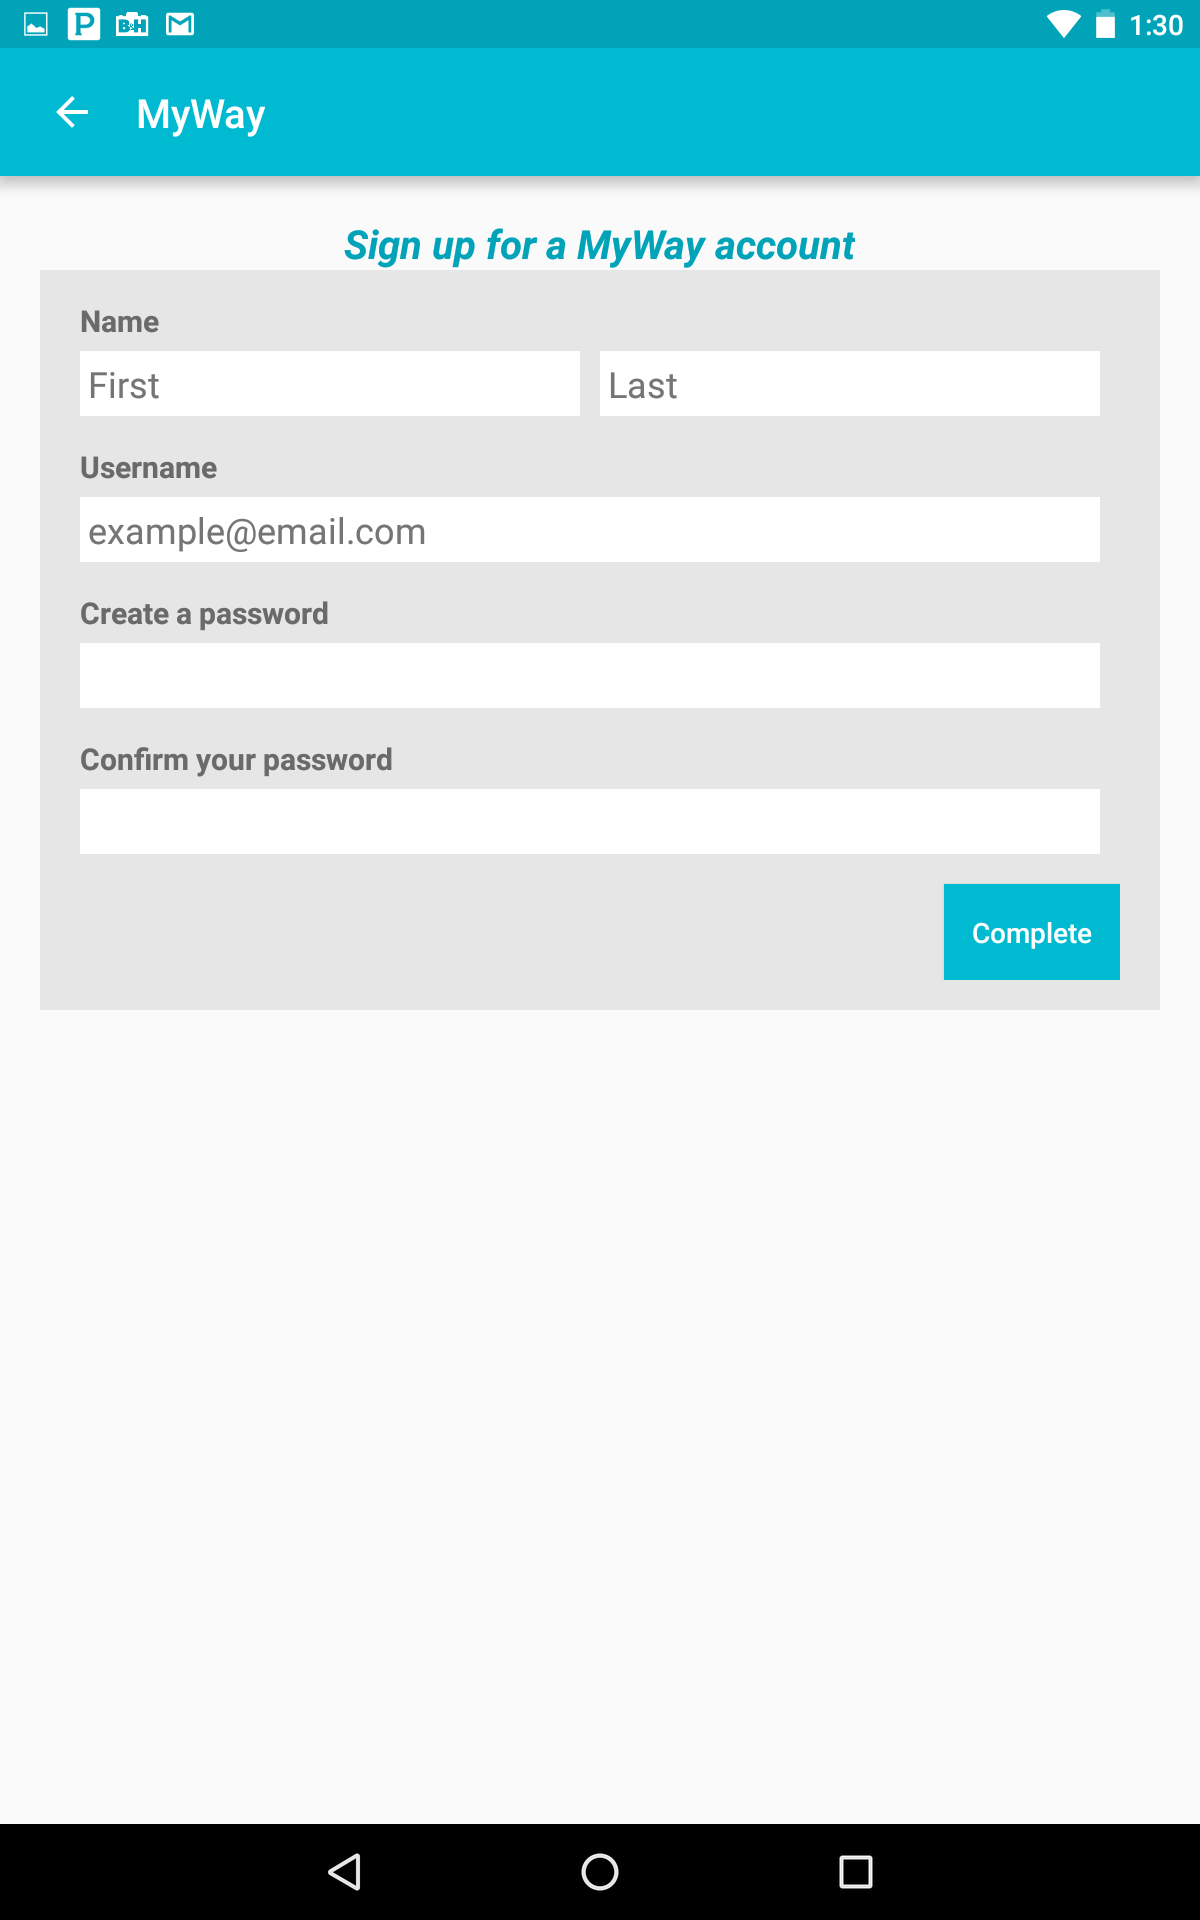 P B&H M 1:30
MyWay
Sign up for a MyWay account
Name
First Last
Username
example@email.com
Create a password
Confirm your password
Complete